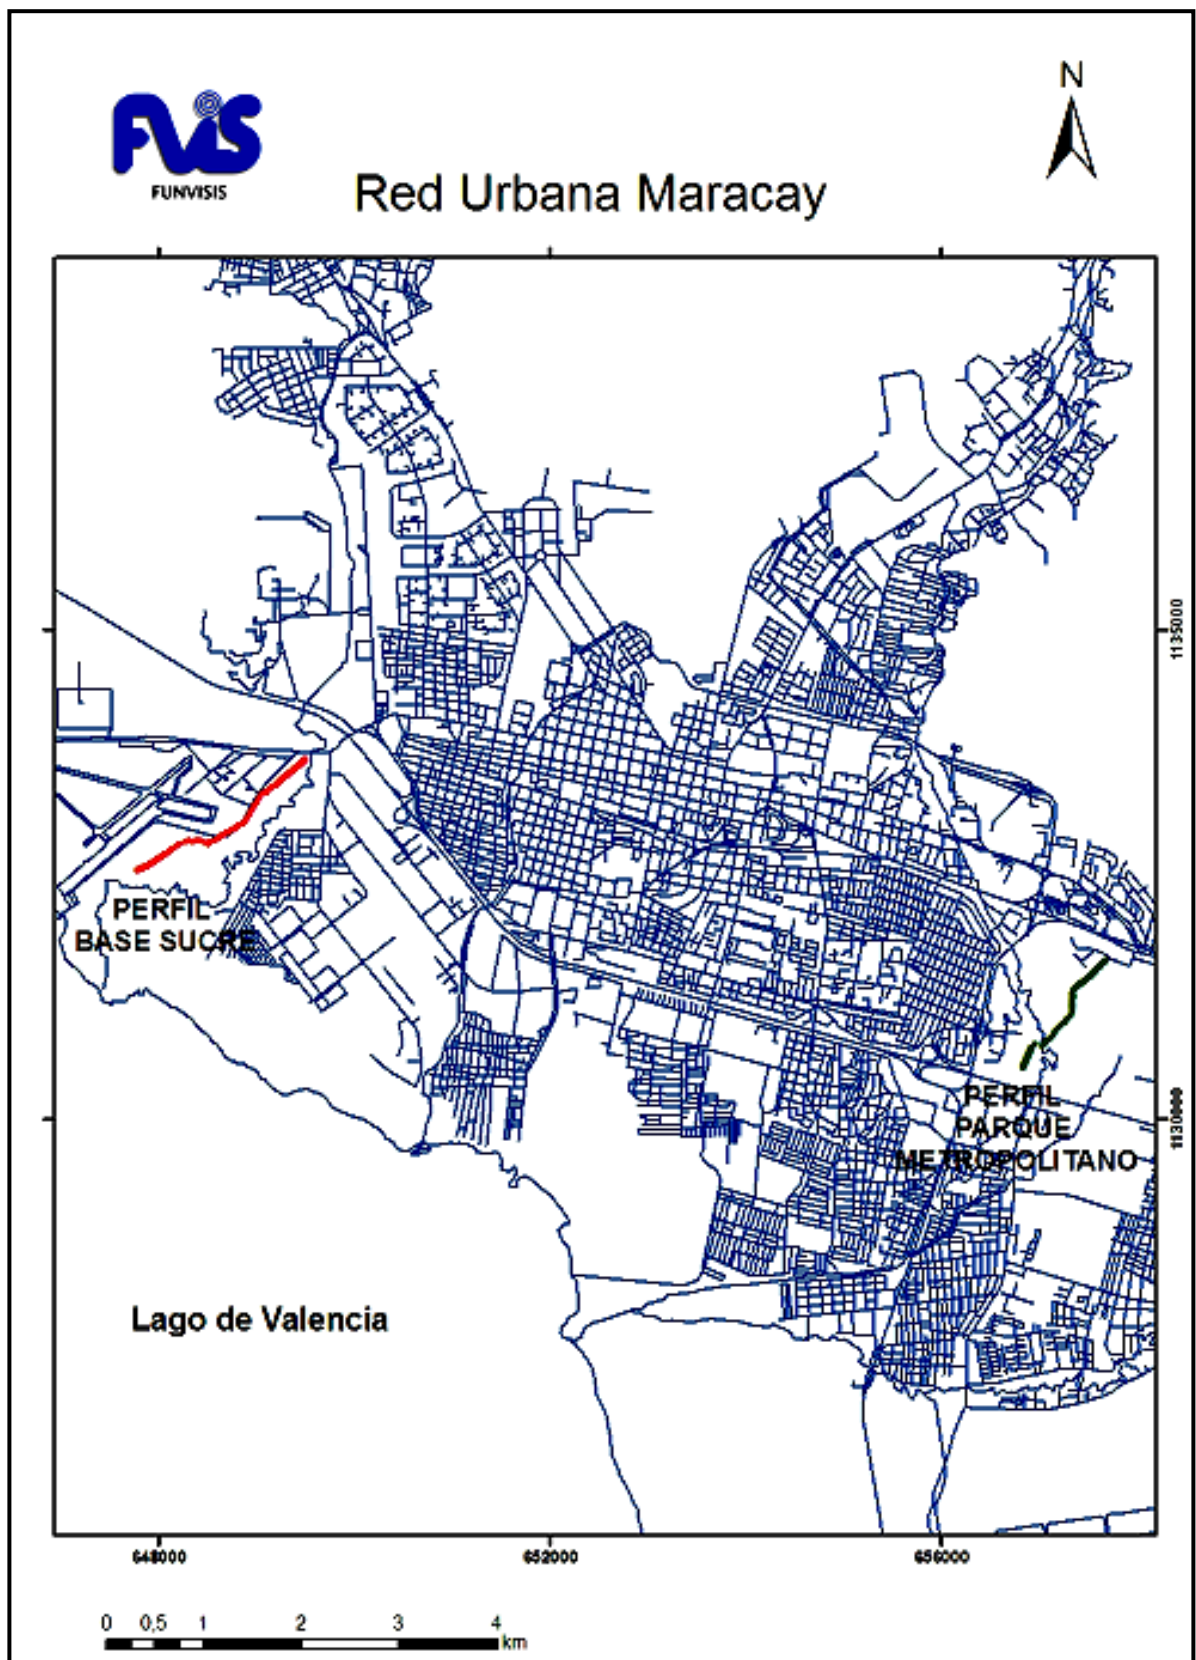 N
FVIS
FUNVISIS
Red Urbana Maracay
1135000
PERFIL
BASE SUCRE
PERFIL
PARQUE
METROPOLITANO
1130000
Lago de Valencia
648000 652000 656000
0 0,5 1 2 3 4
km